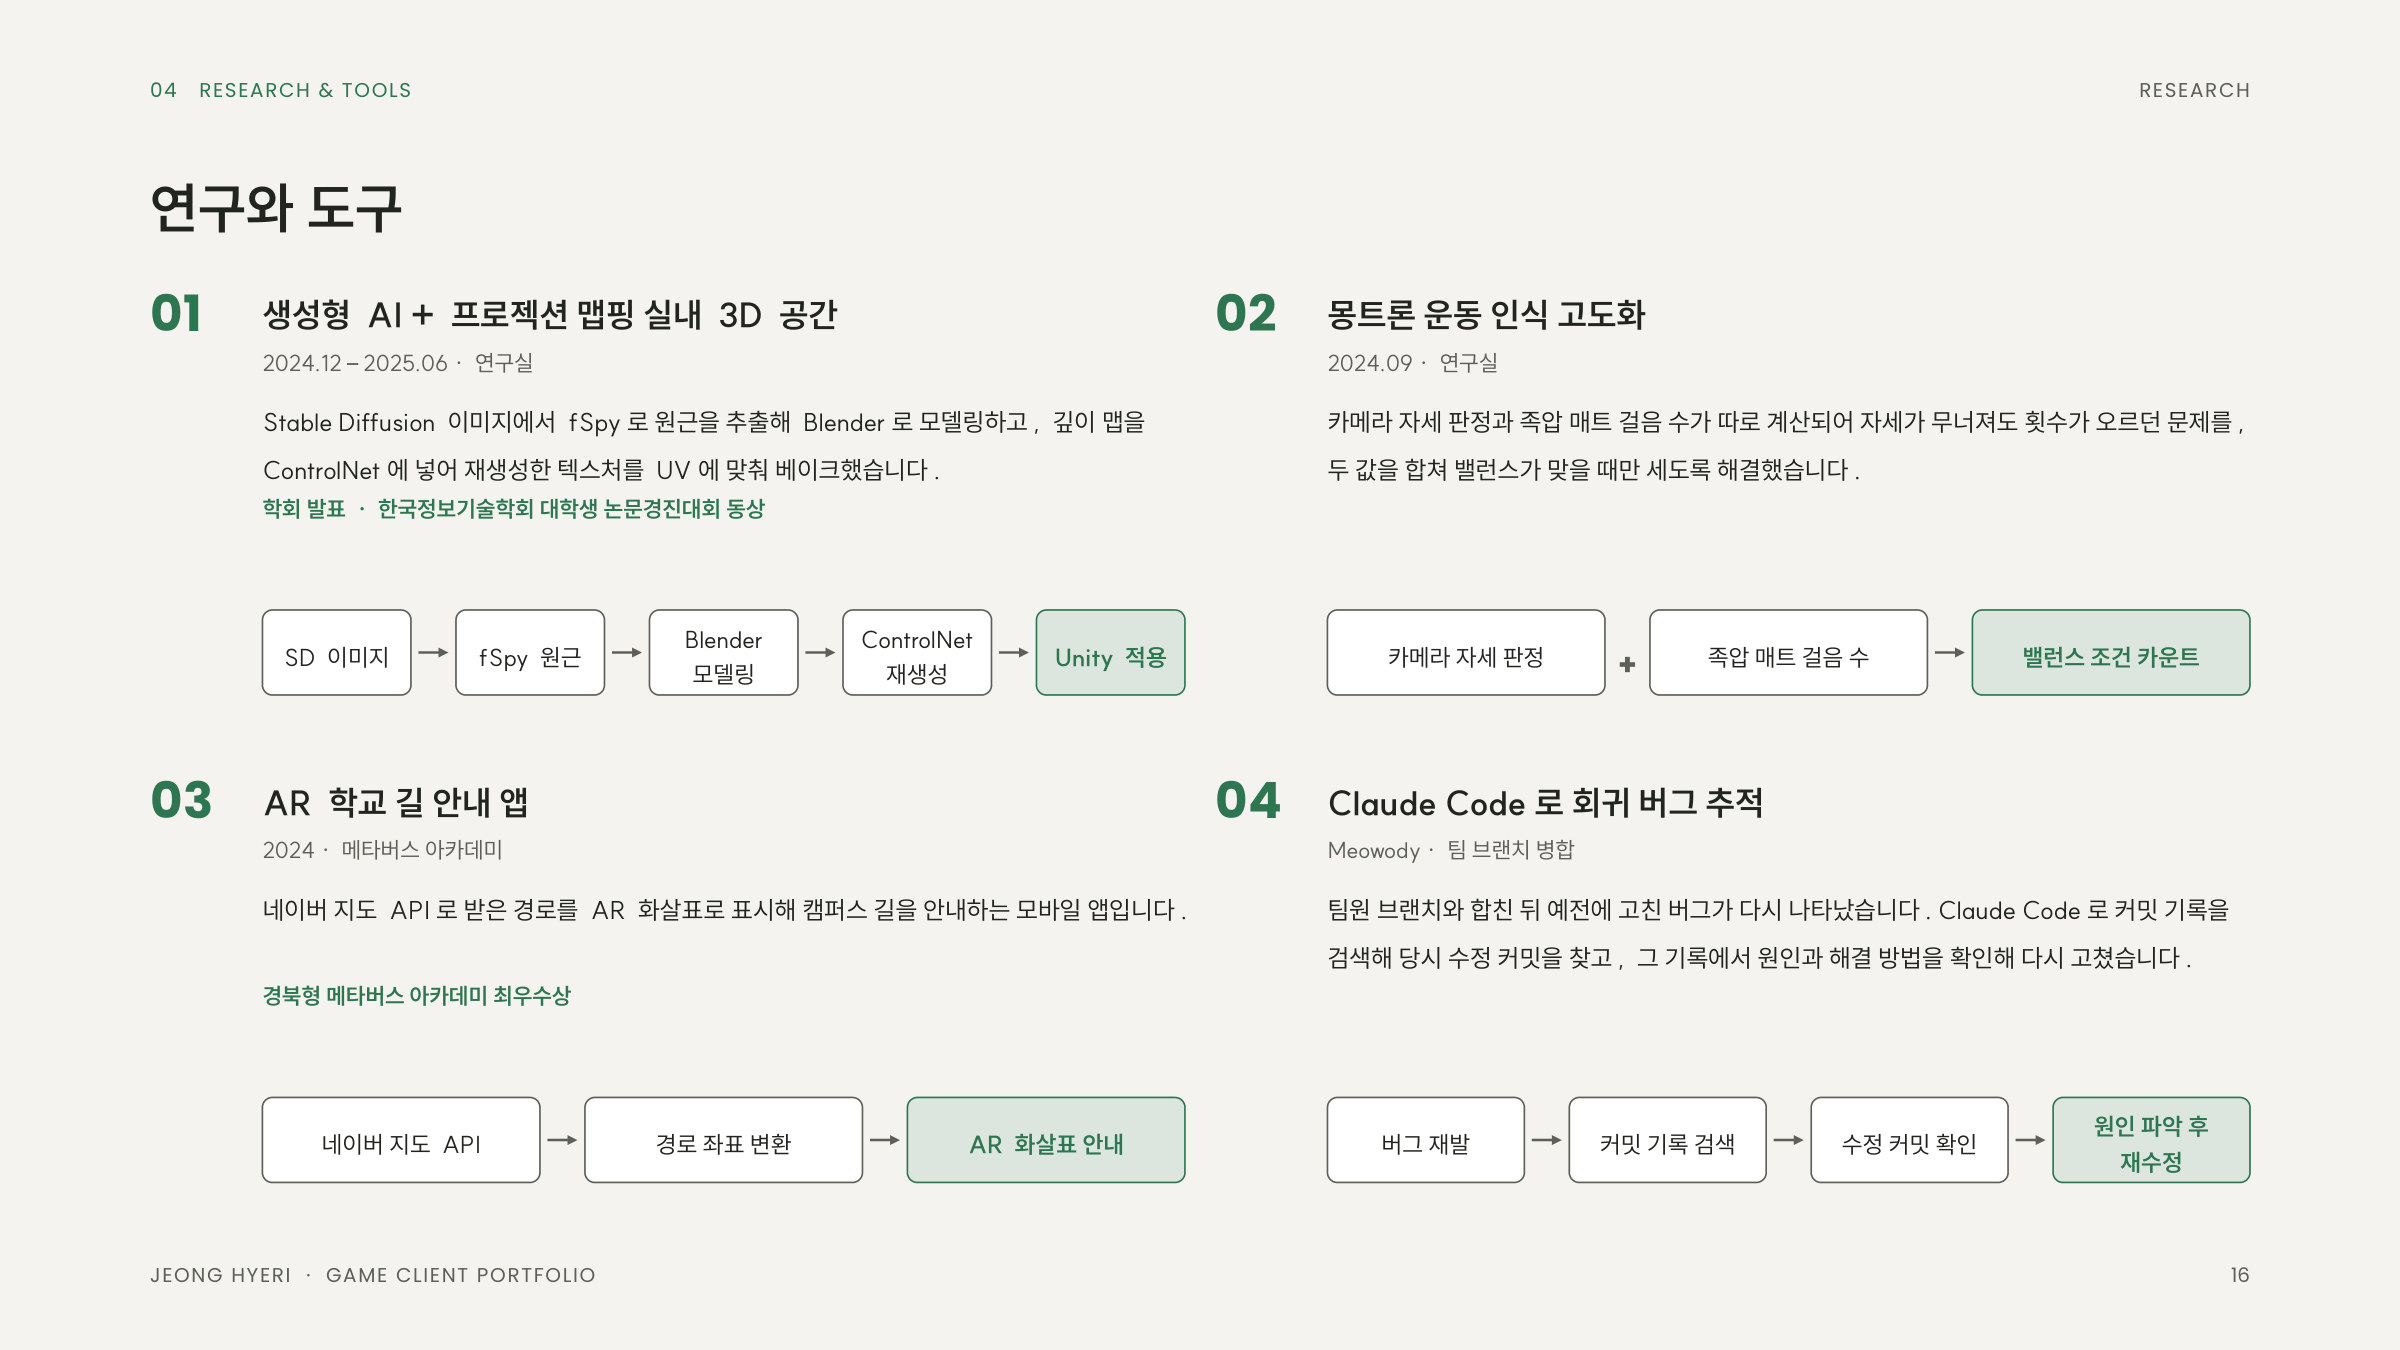 04 RESEARCH & TOOLS
RESEARCH
연구와 도구
01
생성형 AI + 프로젝션 맵핑 실내 3D 공간
2024.12 – 2025.06 · 연구실
Stable Diffusion 이미지에서 fSpy 로 원근을 추출해 Blender 로 모델링하고 , 깊이 맵을
ControlNet 에 넣어 재생성한 텍스처를 UV 에 맞춰 베이크했습니다 .
학회 발표 · 한국정보기술학회 대학생 논문경진대회 동상
SD 이미지
fSpy 원근
Blender
모델링
ControlNet
재생성
Unity 적용
02
몽트론 운동 인식 고도화
2024.09 · 연구실
카메라 자세 판정과 족압 매트 걸음 수가 따로 계산되어 자세가 무너져도 횟수가 오르던 문제를 ,
두 값을 합쳐 밸런스가 맞을 때만 세도록 해결했습니다 .
카메라 자세 판정
+
족압 매트 걸음 수
밸런스 조건 카운트
03
AR 학교 길 안내 앱
2024 · 메타버스 아카데미
네이버 지도 API 로 받은 경로를 AR 화살표로 표시해 캠퍼스 길을 안내하는 모바일 앱입니다 .
경북형 메타버스 아카데미 최우수상
네이버 지도 API
경로 좌표 변환
AR 화살표 안내
04
Claude Code 로 회귀 버그 추적
Meowody · 팀 브랜치 병합
팀원 브랜치와 합친 뒤 예전에 고친 버그가 다시 나타났습니다 . Claude Code 로 커밋 기록을
검색해 당시 수정 커밋을 찾고 , 그 기록에서 원인과 해결 방법을 확인해 다시 고쳤습니다 .
버그 재발
커밋 기록 검색
수정 커밋 확인
원인 파악 후
재수정
JEONG HYERI · GAME CLIENT PORTFOLIO
16